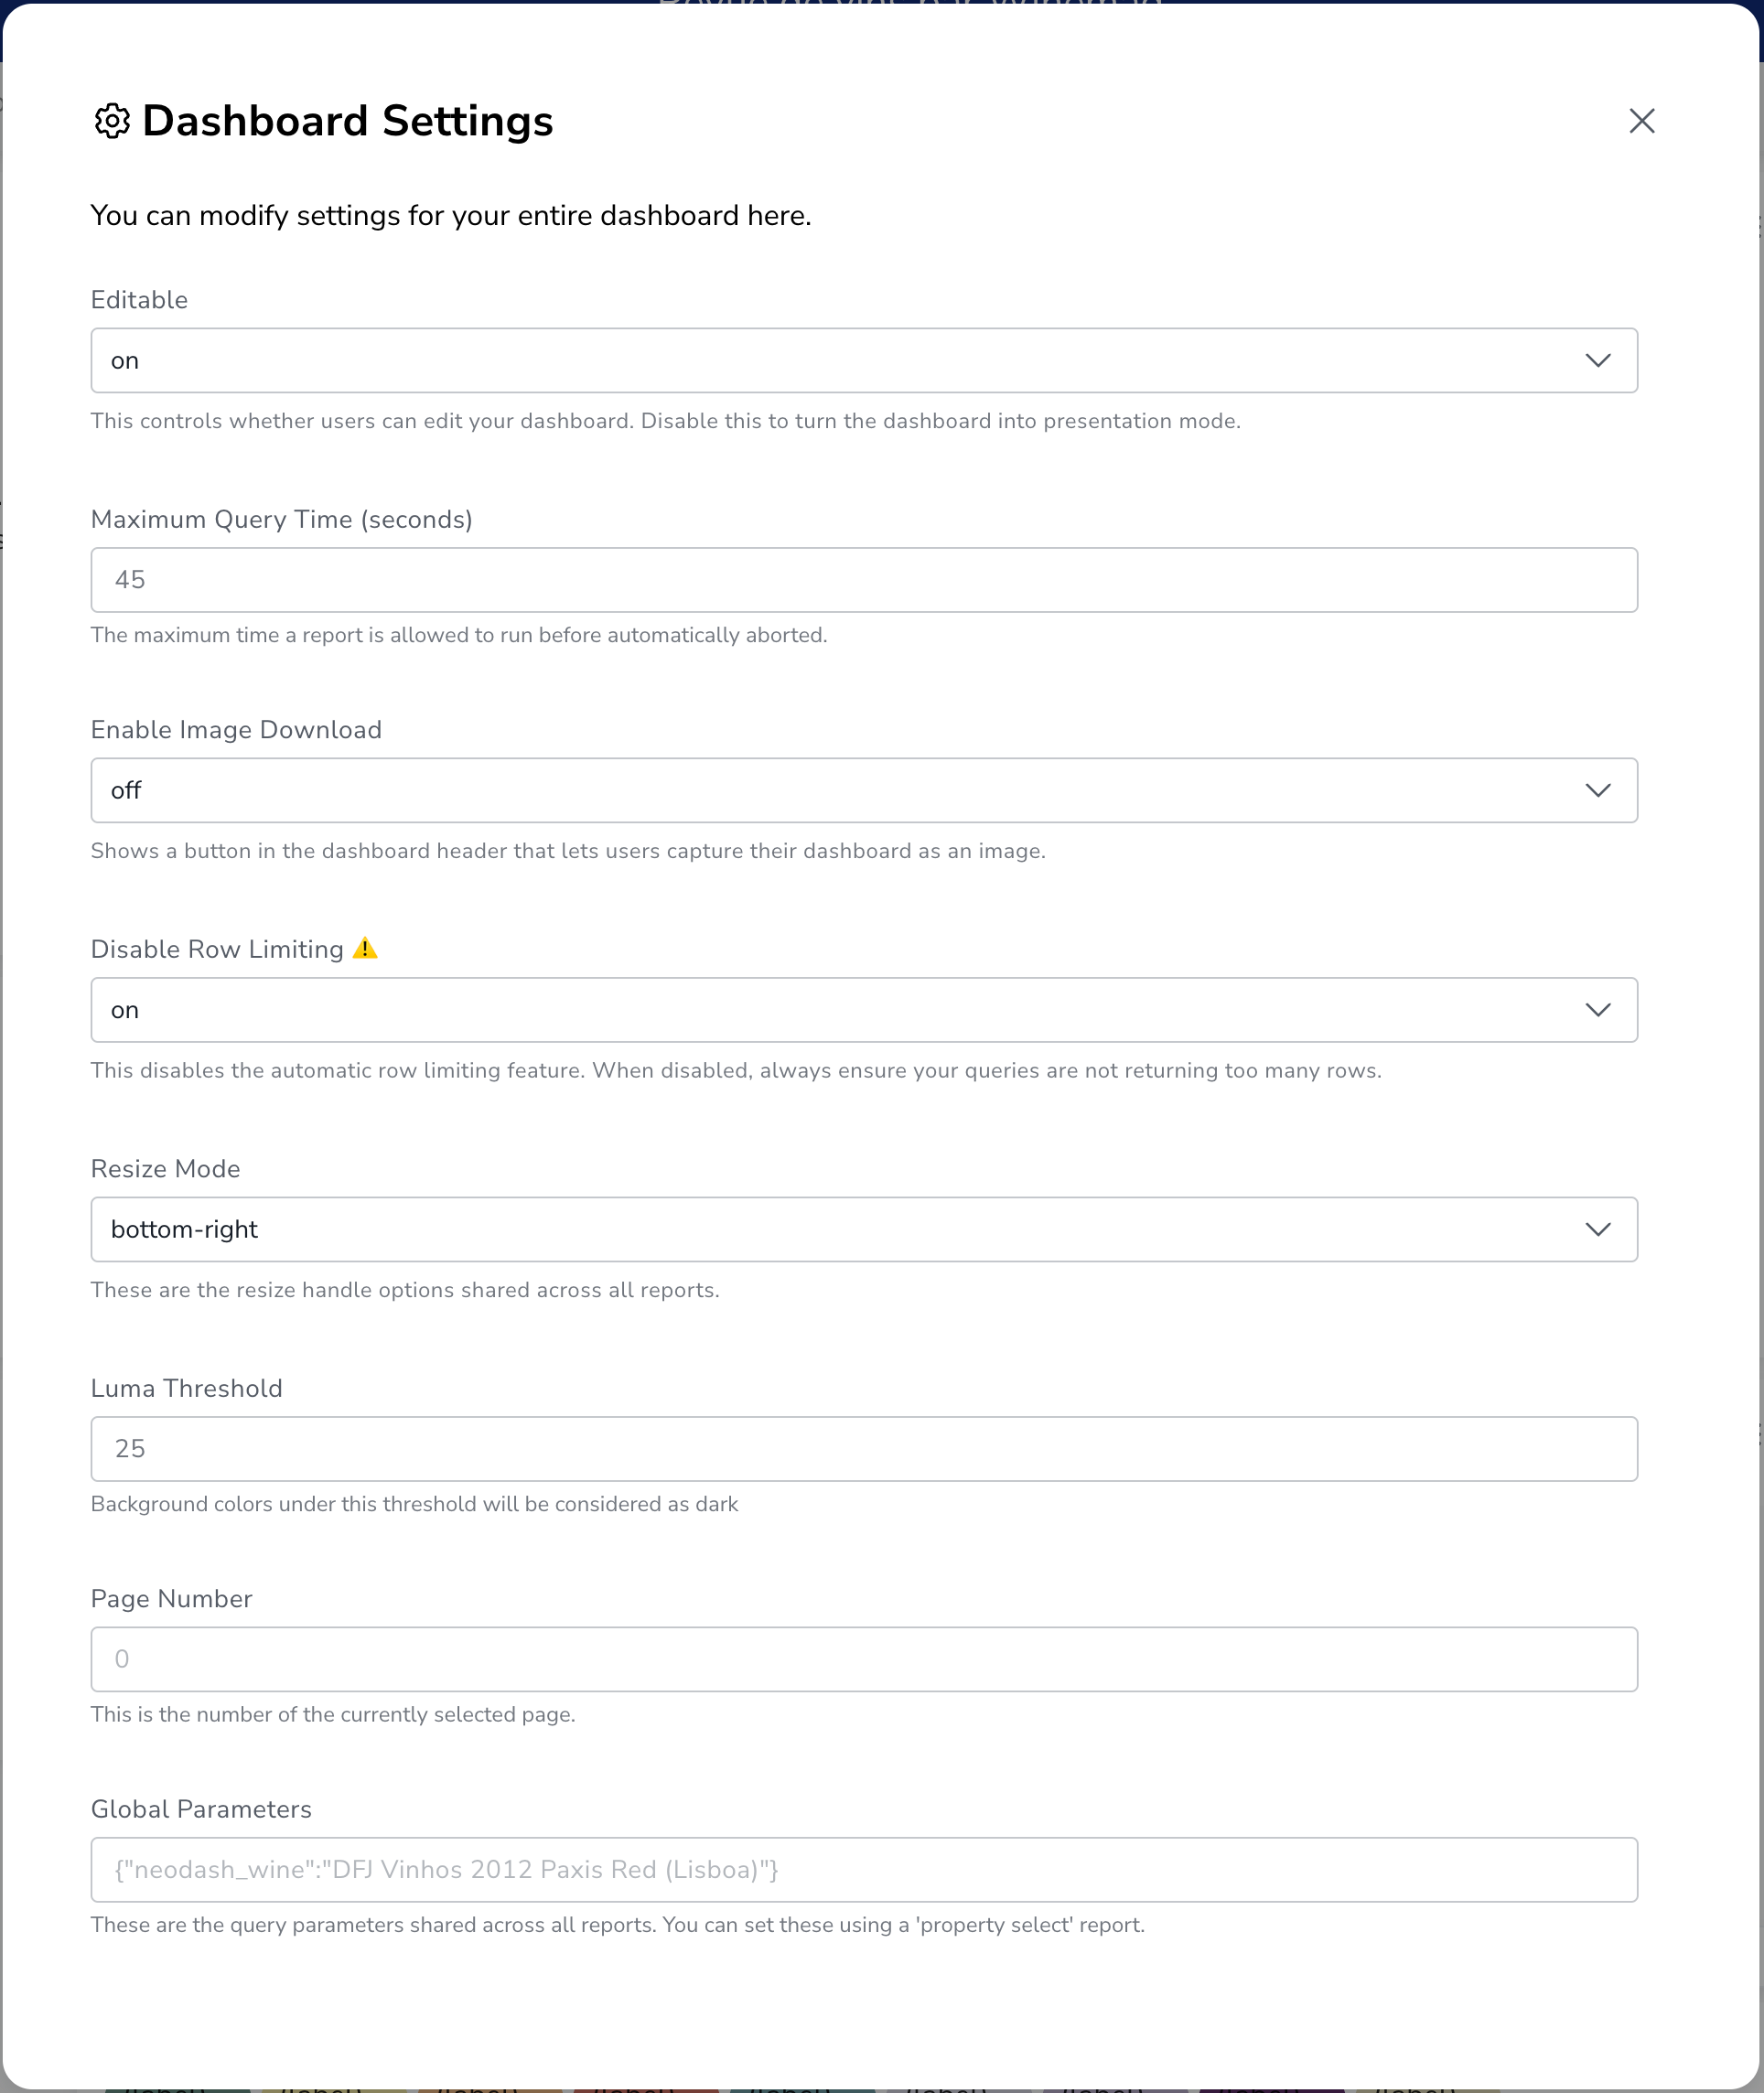 Dashboard Settings
You can modify settings for your entire dashboard here.
Editable
on
This controls whether users can edit your dashboard. Disable this to turn the dashboard into presentation mode.
Maximum Query Time (seconds)
45
The maximum time a report is allowed to run before automatically aborted.
Enable Image Download
off
Shows a button in the dashboard header that lets users capture their dashboard as an image.
Disable Row Limiting ⚠️
on
This disables the automatic row limiting feature. When disabled, always ensure your queries are not returning too many rows.
Resize Mode
bottom-right
These are the resize handle options shared across all reports.
Luma Threshold
25
Background colors under this threshold will be considered as dark
Page Number
0
This is the number of the currently selected page.
Global Parameters
{"neodash_wine":"DFJ Vinhos 2012 Paxis Red (Lisboa)"}
These are the query parameters shared across all reports. You can set these using a 'property select' report.